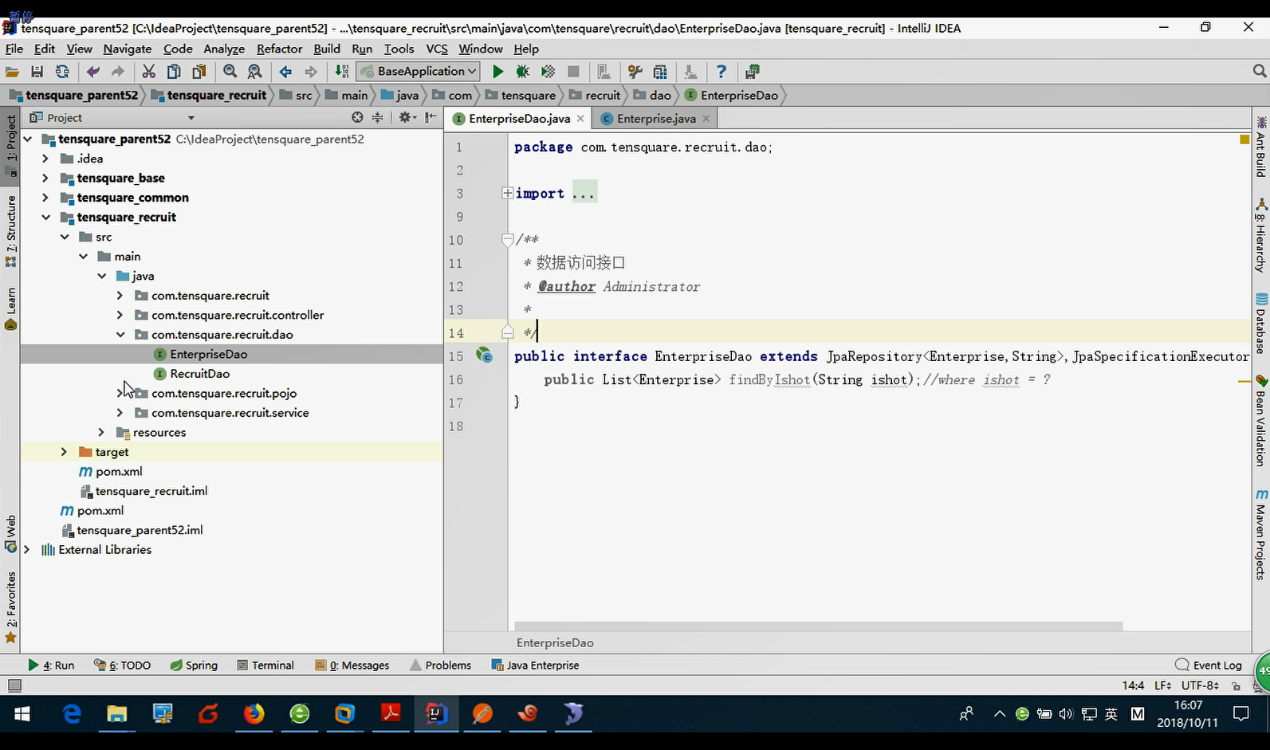 暂停
tensquare_parent52 [C:\IdeaProject\tensquare_parent52] - ...\tensquare_recruit\src\main\java\com\tensquare\recruit\dao\EnterpriseDao.java [tensquare_recruit] - IntelliJ IDEA
File Edit View Navigate Code Analyze Refactor Build Run Tools VCS Window Help
BaseApplication
tensquare_parent52 tensquare_recruit src main java com tensquare recruit dao EnterpriseDao
Project
EnterpriseDao.java
Enterprise.java
1: Project
7: Structure
Learn
Web
2: Favorites
tensquare_parent52 C:\IdeaProject\tensquare_parent52
.idea
tensquare_base
tensquare_common
tensquare_recruit
src
main
java
com.tensquare.recruit
com.tensquare.recruit.controller
com.tensquare.recruit.dao
EnterpriseDao
RecruitDao
com.tensquare.recruit.pojo
com.tensquare.recruit.service
resources
target
pom.xml
tensquare_recruit.iml
pom.xml
tensquare_parent52.iml
External Libraries
1 package com.tensquare.recruit.dao;
2
3 import ...
9
10 /**
11 * 数据访问接口
12 * @author Administrator
13 *
14 */
15 public interface EnterpriseDao extends JpaRepository<Enterprise,String>,JpaSpecificationExecutor
16 public List<Enterprise> findByIshot(String ishot);//where ishot = ?
17 }
18
EnterpriseDao
Ant Build
8: Hierarchy
Database
Bean Validation
Maven Projects
4: Run 6: TODO Spring Terminal 0: Messages Problems Java Enterprise Event Log
14:4 LF UTF-8
49
英 M
16:07
2018/10/11